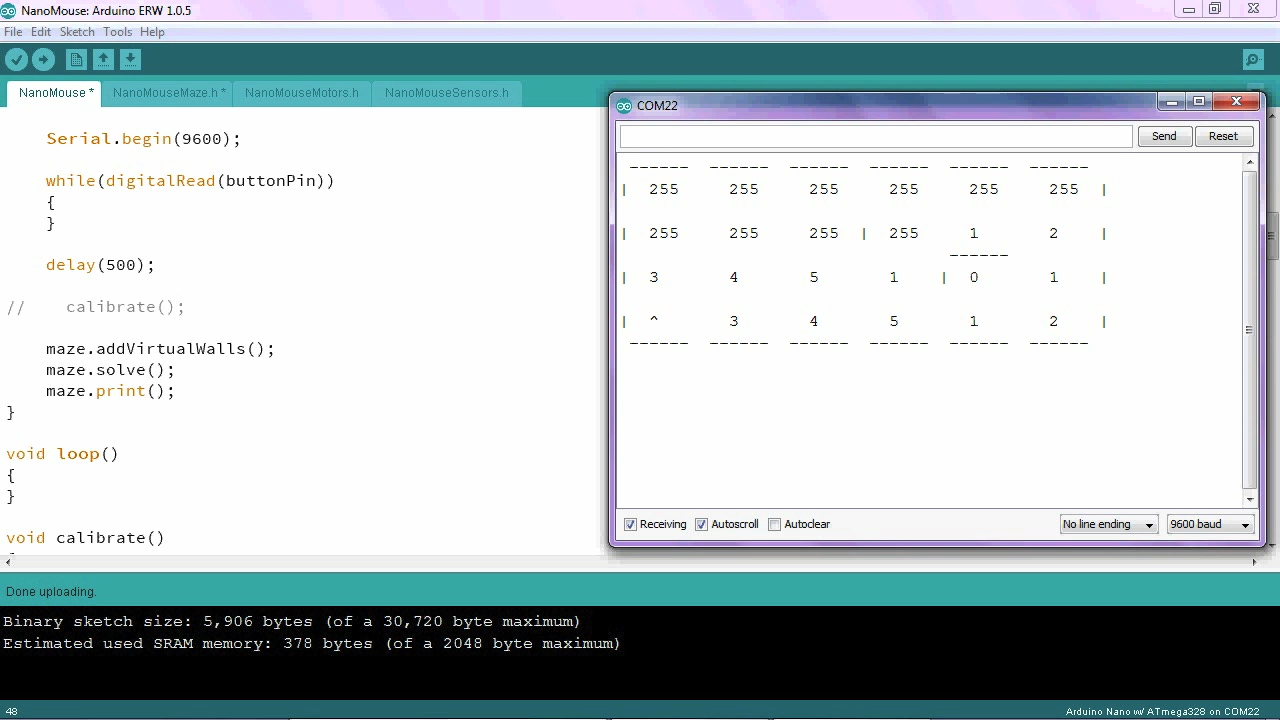 NanoMouse: Arduino ERW 1.0.5
File Edit Sketch Tools Help
NanoMouse * NanoMouseMaze.h * NanoMouseMotors.h NanoMouseSensors.h
Serial.begin(9600);
while(digitalRead(buttonPin))
{
}
delay(500);
// calibrate();
maze.addVirtualWalls();
maze.solve();
maze.print();
}
void loop()
{
}
void calibrate()
COM22
Send Reset
------ ------ ------ ------ ------ ------
| 255 255 255 255 255 255 |
| 255 255 255 | 255 1 2 |
------
| 3 4 5 1 | 0 1 |
| ^ 3 4 5 1 2 |
------ ------ ------ ------ ------ ------
Receiving Autoscroll Autoclear No line ending 9600 baud
Done uploading.
Binary sketch size: 5,906 bytes (of a 30,720 byte maximum)
Estimated used SRAM memory: 378 bytes (of a 2048 byte maximum)
48 Arduino Nano w/ ATmega328 on COM22